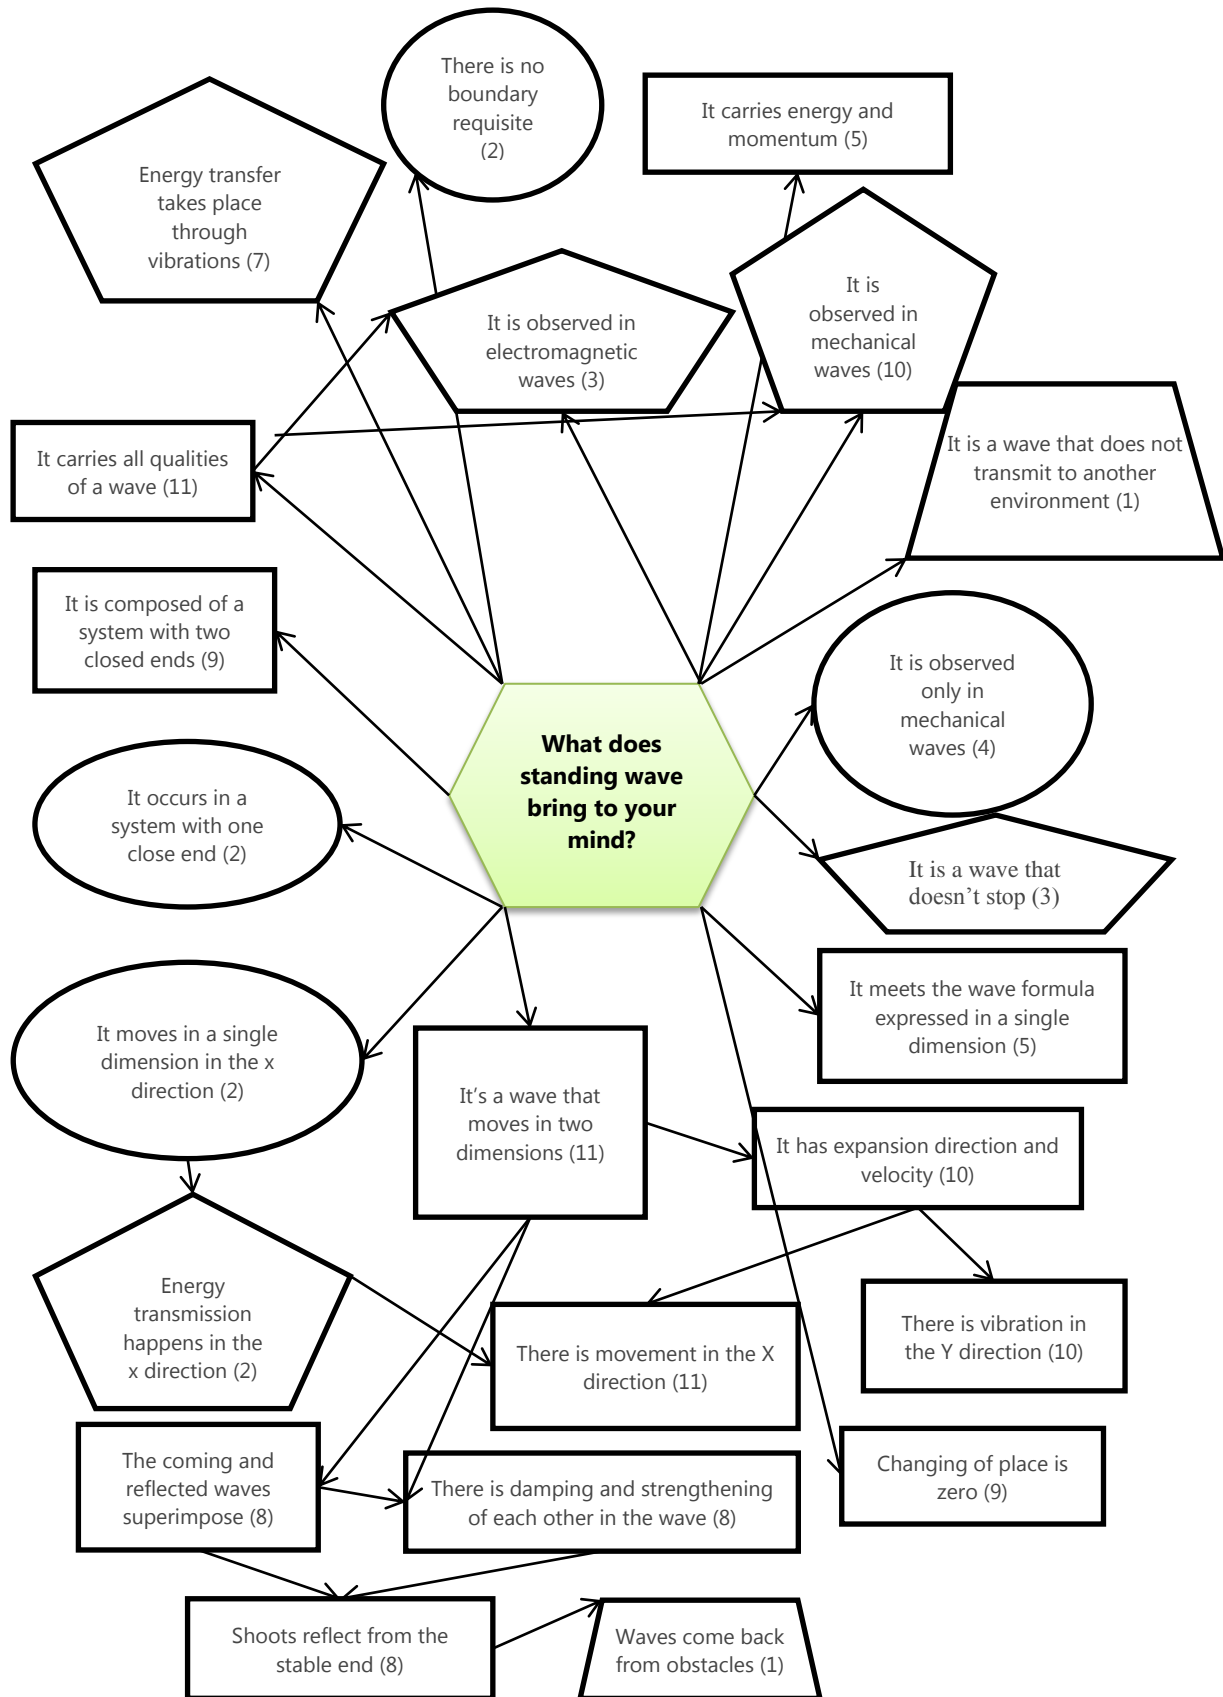 There is no
boundary
requisite
(2)
It carries energy and
momentum (5)
Energy transfer
takes place
through
vibrations (7)
It is observed in
electromagnetic
waves (3)
It is
observed in
mechanical
waves (10)
It carries all qualities
of a wave (11)
It is a wave that does not
transmit to another
environment (1)
It is composed of a
system with two
closed ends (9)
It is observed
only in
mechanical
waves (4)
What does
standing wave
bring to your
mind?
It occurs in a
system with one
close end (2)
It is a wave that
doesn't stop (3)
It moves in a single
dimension in the x
direction (2)
It meets the wave formula
expressed in a single
dimension (5)
It's a wave that
moves in two
dimensions (11)
It has expansion direction and
velocity (10)
Energy
transmission
happens in the
x direction (2)
There is movement in the X
direction (11)
There is vibration in
the Y direction (10)
The coming and
reflected waves
superimpose (8)
There is damping and strengthening
of each other in the wave (8)
Changing of place is
zero (9)
Shoots reflect from the
stable end (8)
Waves come back
from obstacles (1)